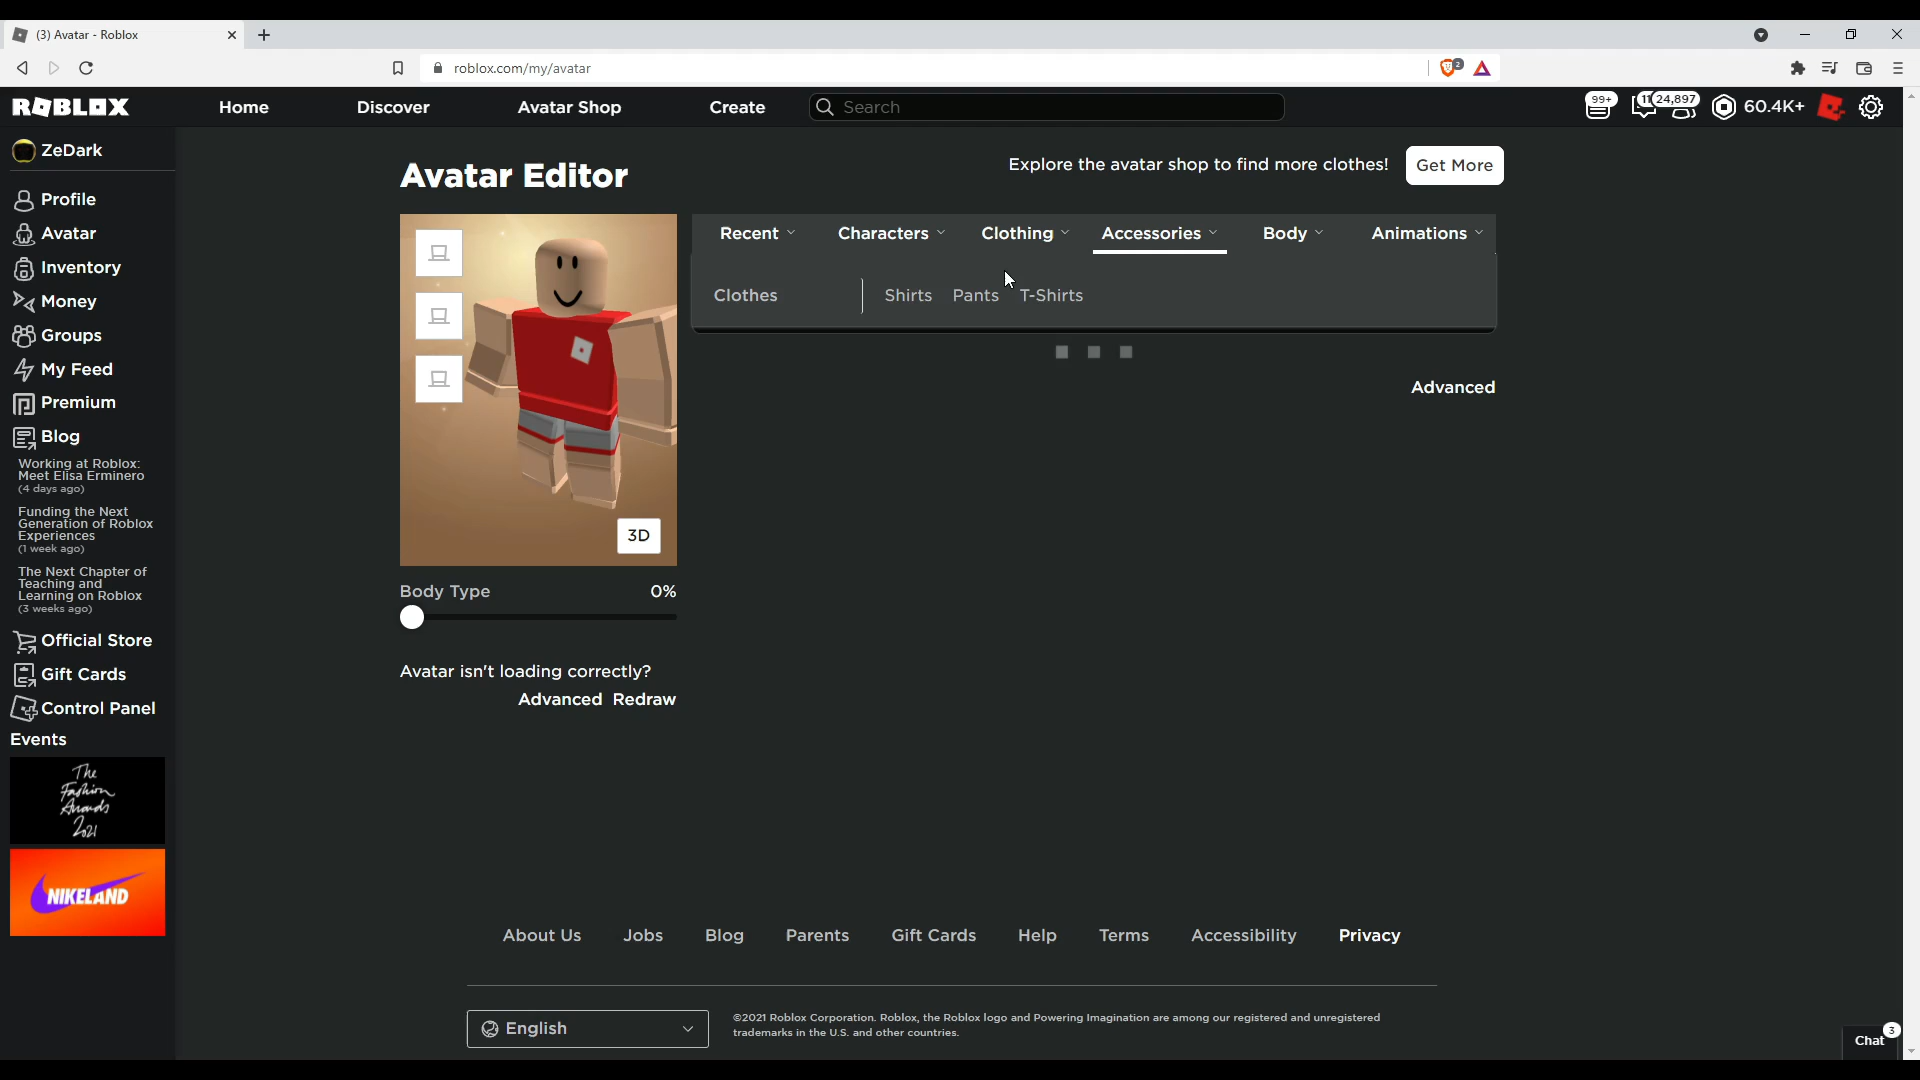 (3) Avatar - Roblox
roblox.com/my/avatar
2
ROBLOX
Home
Discover
Avatar Shop
Create
Search
99+
24,897
60.4K+
ZeDark
Profile
Avatar
Inventory
Money
Groups
My Feed
Premium
Blog
Working at Roblox:
Meet Elisa Erminero
(4 days ago)
Funding the Next
Generation of Roblox
Experiences
(1 week ago)
The Next Chapter of
Teaching and
Learning on Roblox
(3 weeks ago)
Official Store
Gift Cards
Control Panel
Events
The
Fashion
Awards
2021
NIKELAND
Avatar Editor
Explore the avatar shop to find more clothes!
Get More
Recent
Characters
Clothing
Accessories
Body
Animations
Clothes
Shirts
Pants
T-Shirts
Advanced
3D
Body Type
0%
Avatar isn't loading correctly?
Advanced
Redraw
About Us
Jobs
Blog
Parents
Gift Cards
Help
Terms
Accessibility
Privacy
English
©2021 Roblox Corporation. Roblox, the Roblox logo and Powering Imagination are among our registered and unregistered
trademarks in the U.S. and other countries.
Chat
3